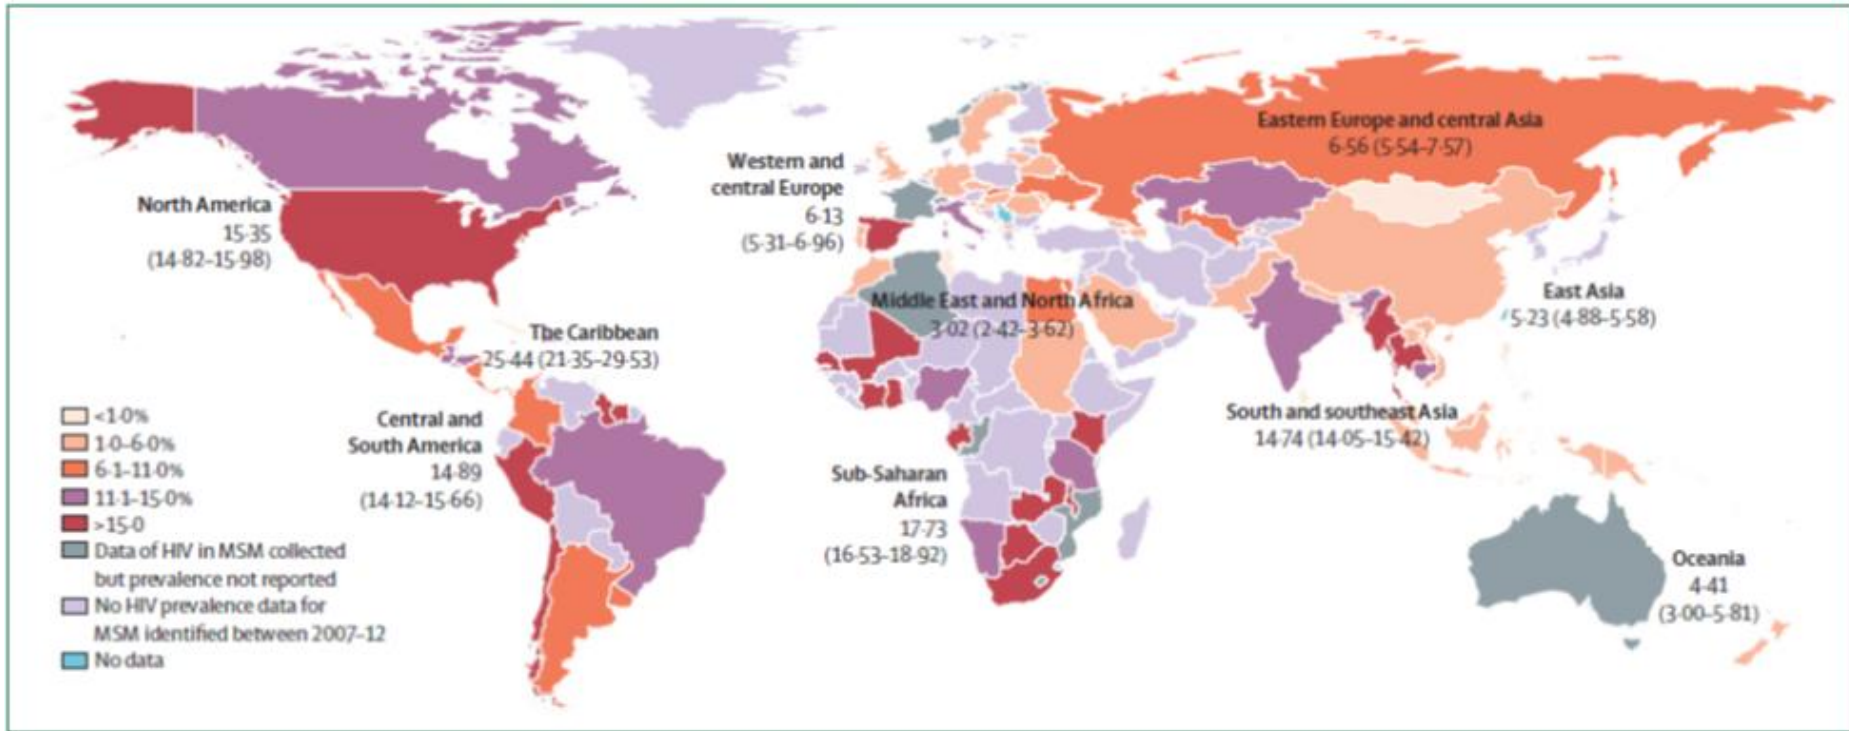 North America
15·35
(14·82–15·98)
Western and
central Europe
6·13
(5·31–6·96)
Eastern Europe and central Asia
6·56 (5·54–7·57)
Middle East and North Africa
3·02 (2·42–3·62)
East Asia
5·23 (4·88–5·58)
The Caribbean
25·44 (21·35–29·53)
Central and
South America
14·89
(14·12–15·66)
Sub-Saharan
Africa
17·73
(16·53–18·92)
South and southeast Asia
14·74 (14·05–15·42)
Oceania
4·41
(3·00–5·81)
<1·0%
1·0–6·0%
6·1–11·0%
11·1–15·0%
>15·0
Data of HIV in MSM collected
but prevalence not reported
No HIV prevalence data for
MSM identified between 2007–12
No data